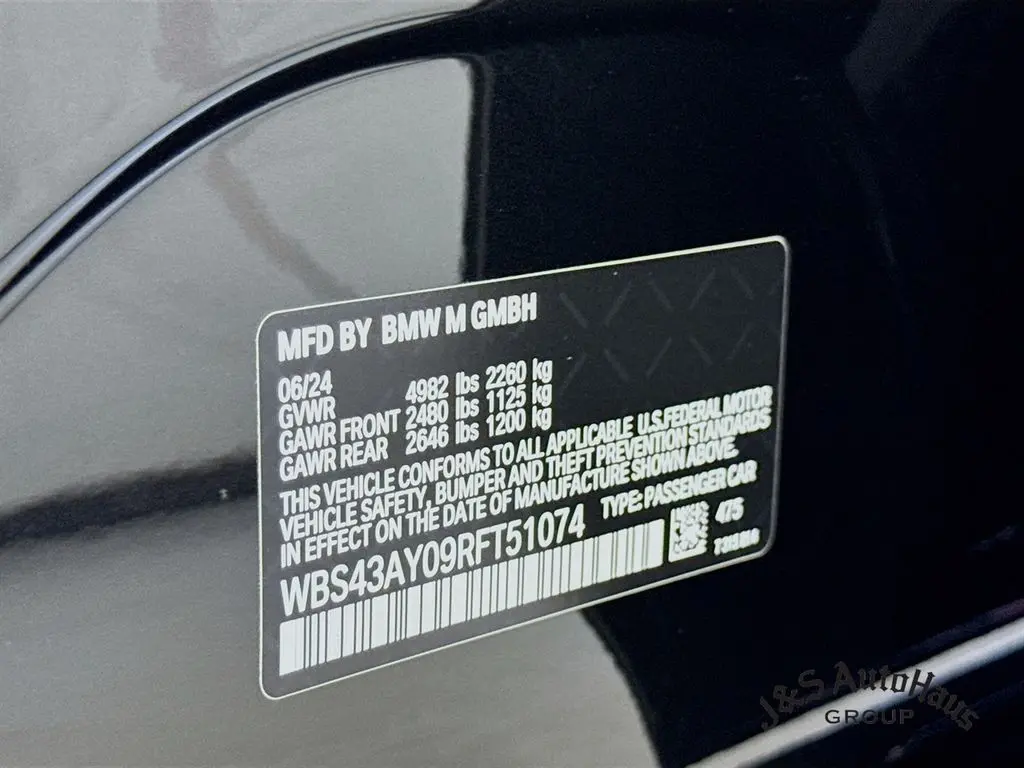 MFD BY BMW M GMBH
06/24
GVWR 4982 lbs 2260 kg
GAWR FRONT 2480 lbs 1125 kg
GAWR REAR 2646 lbs 1200 kg
THIS VEHICLE CONFORMS TO ALL APPLICABLE U.S.FEDERAL MOTOR
VEHICLE SAFETY, BUMPER AND THEFT PREVENTION STANDARDS
IN EFFECT ON THE DATE OF MANUFACTURE SHOWN ABOVE.
WBS43AY09RFT51074 TYPE: PASSENGER CAR
475
J&S AutoHaus
GROUP